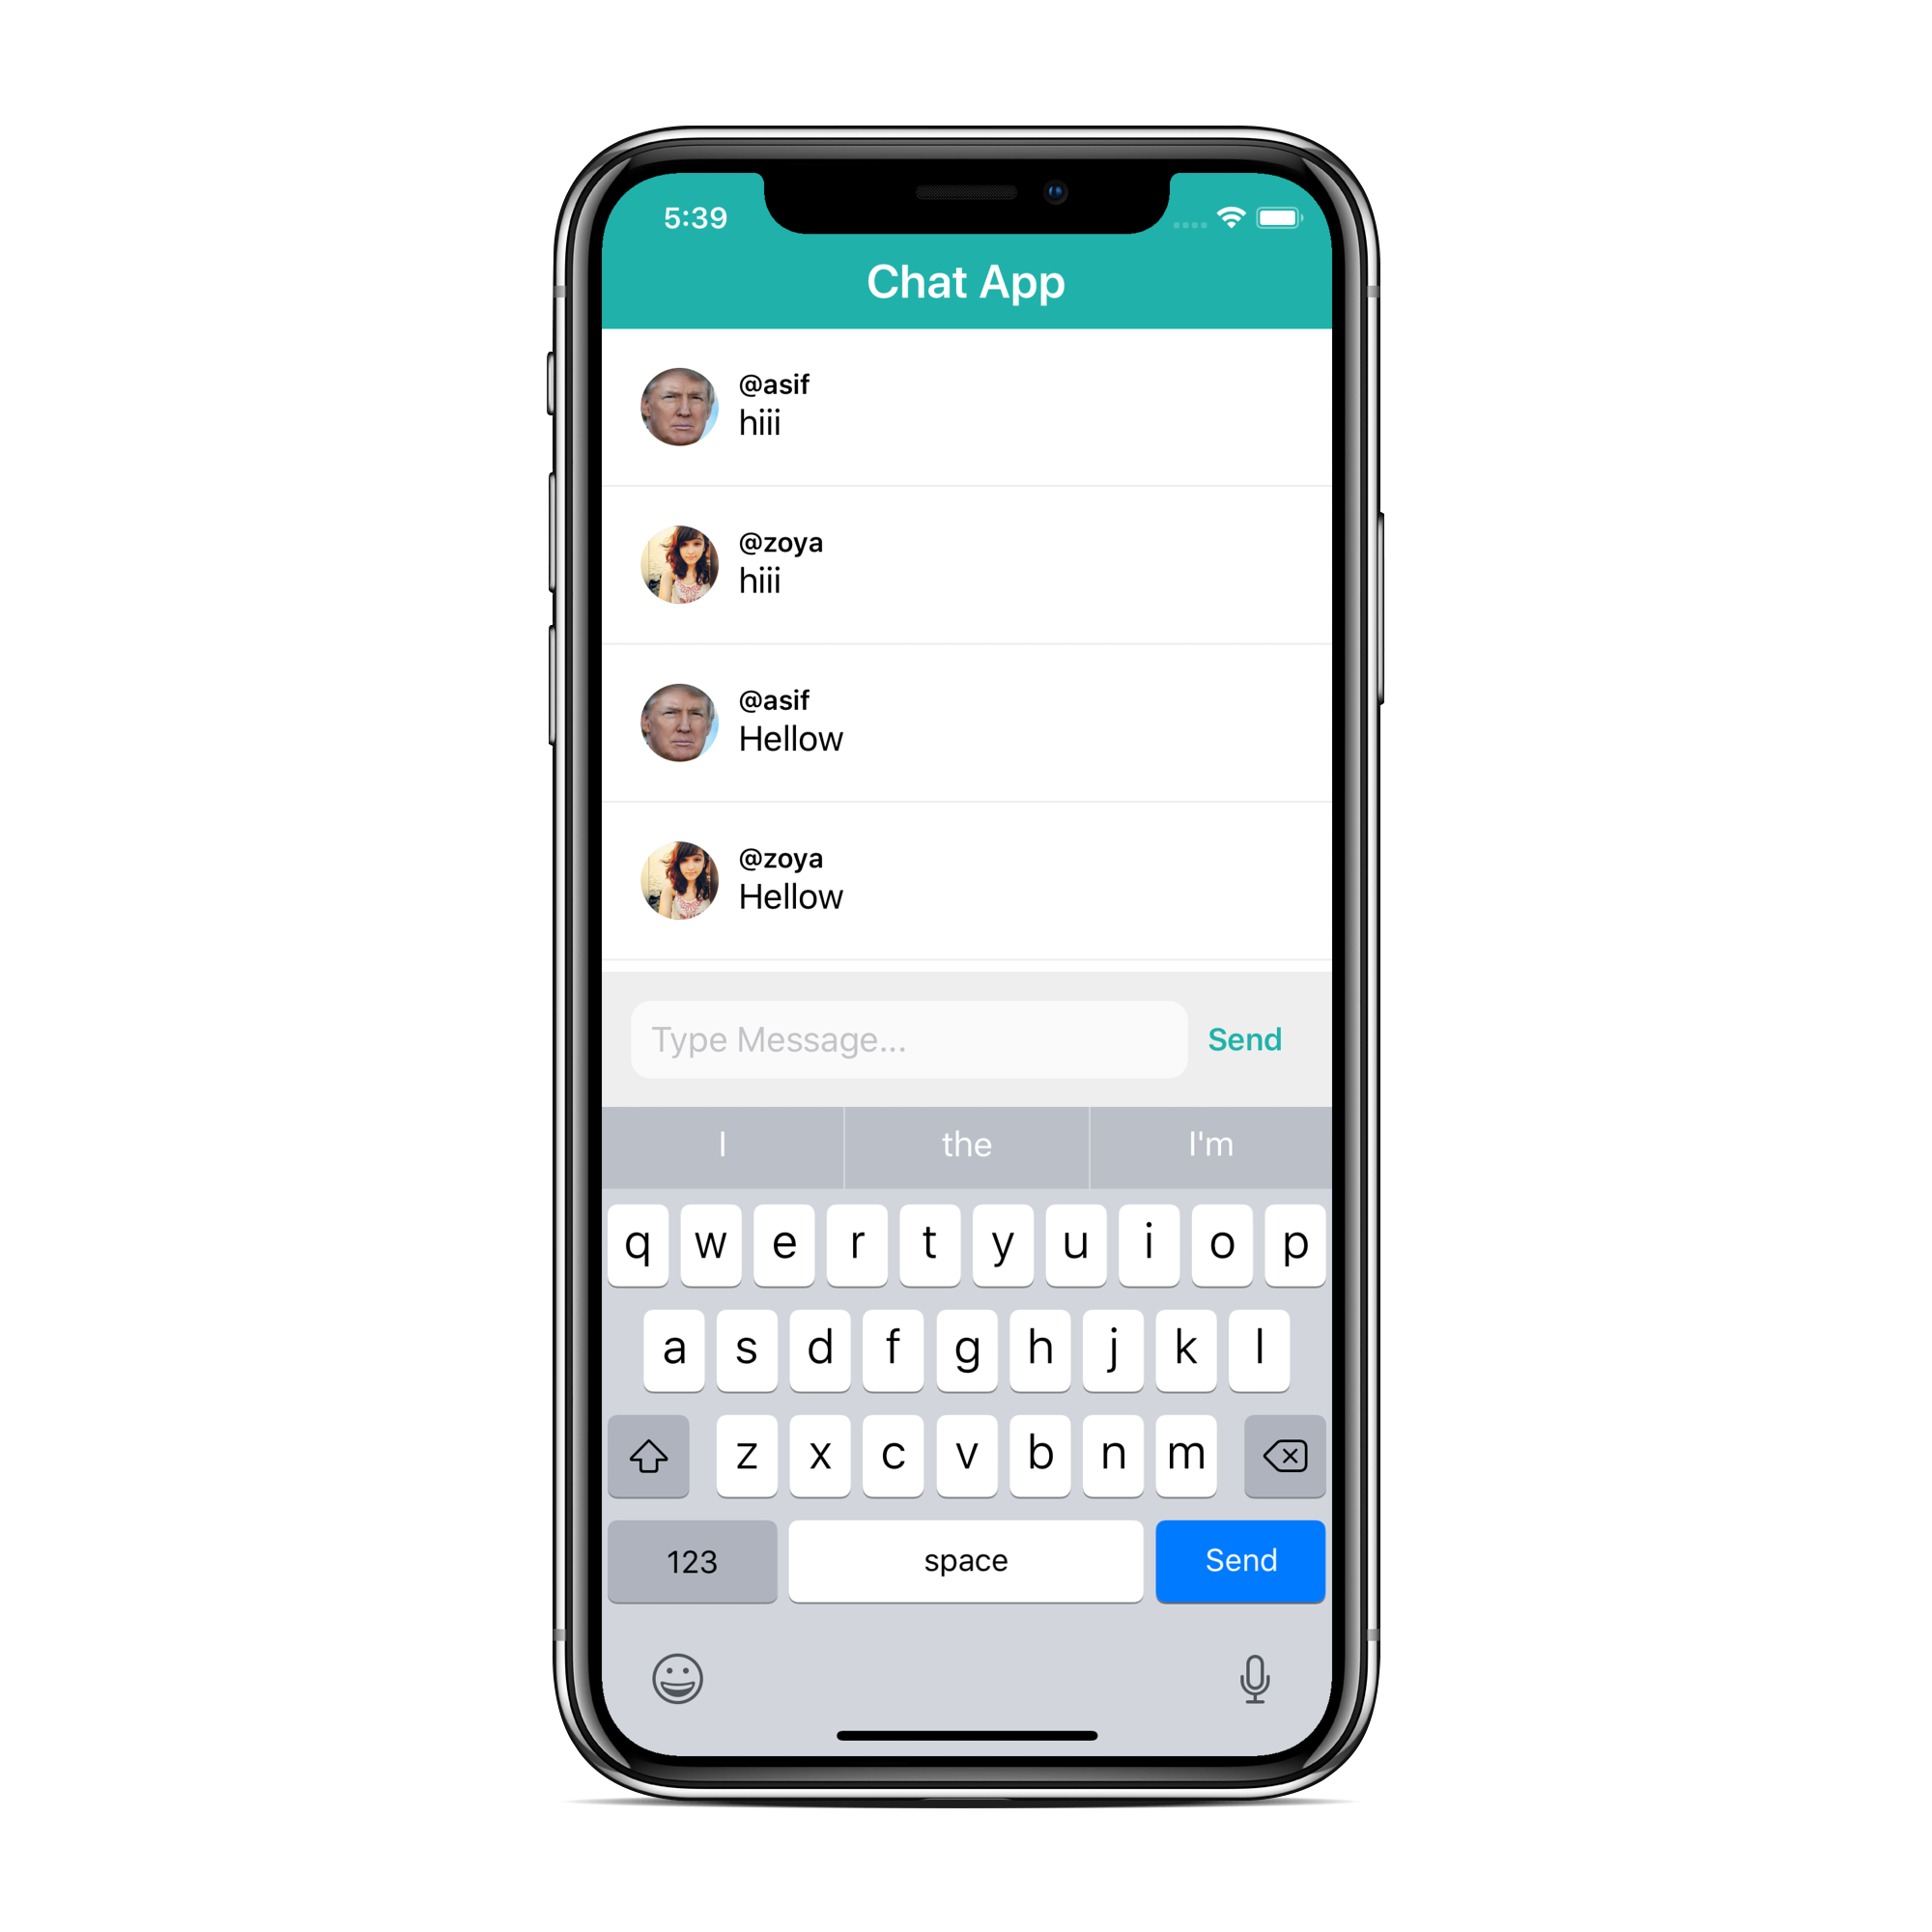 5:39
Chat App
@asif
hiii
@zoya
hiii
@asif
Hellow
@zoya
Hellow
Type Message... Send
I the I'm
q w e r t y u i o p
a s d f g h j k l
z x c v b n m
123 space Send